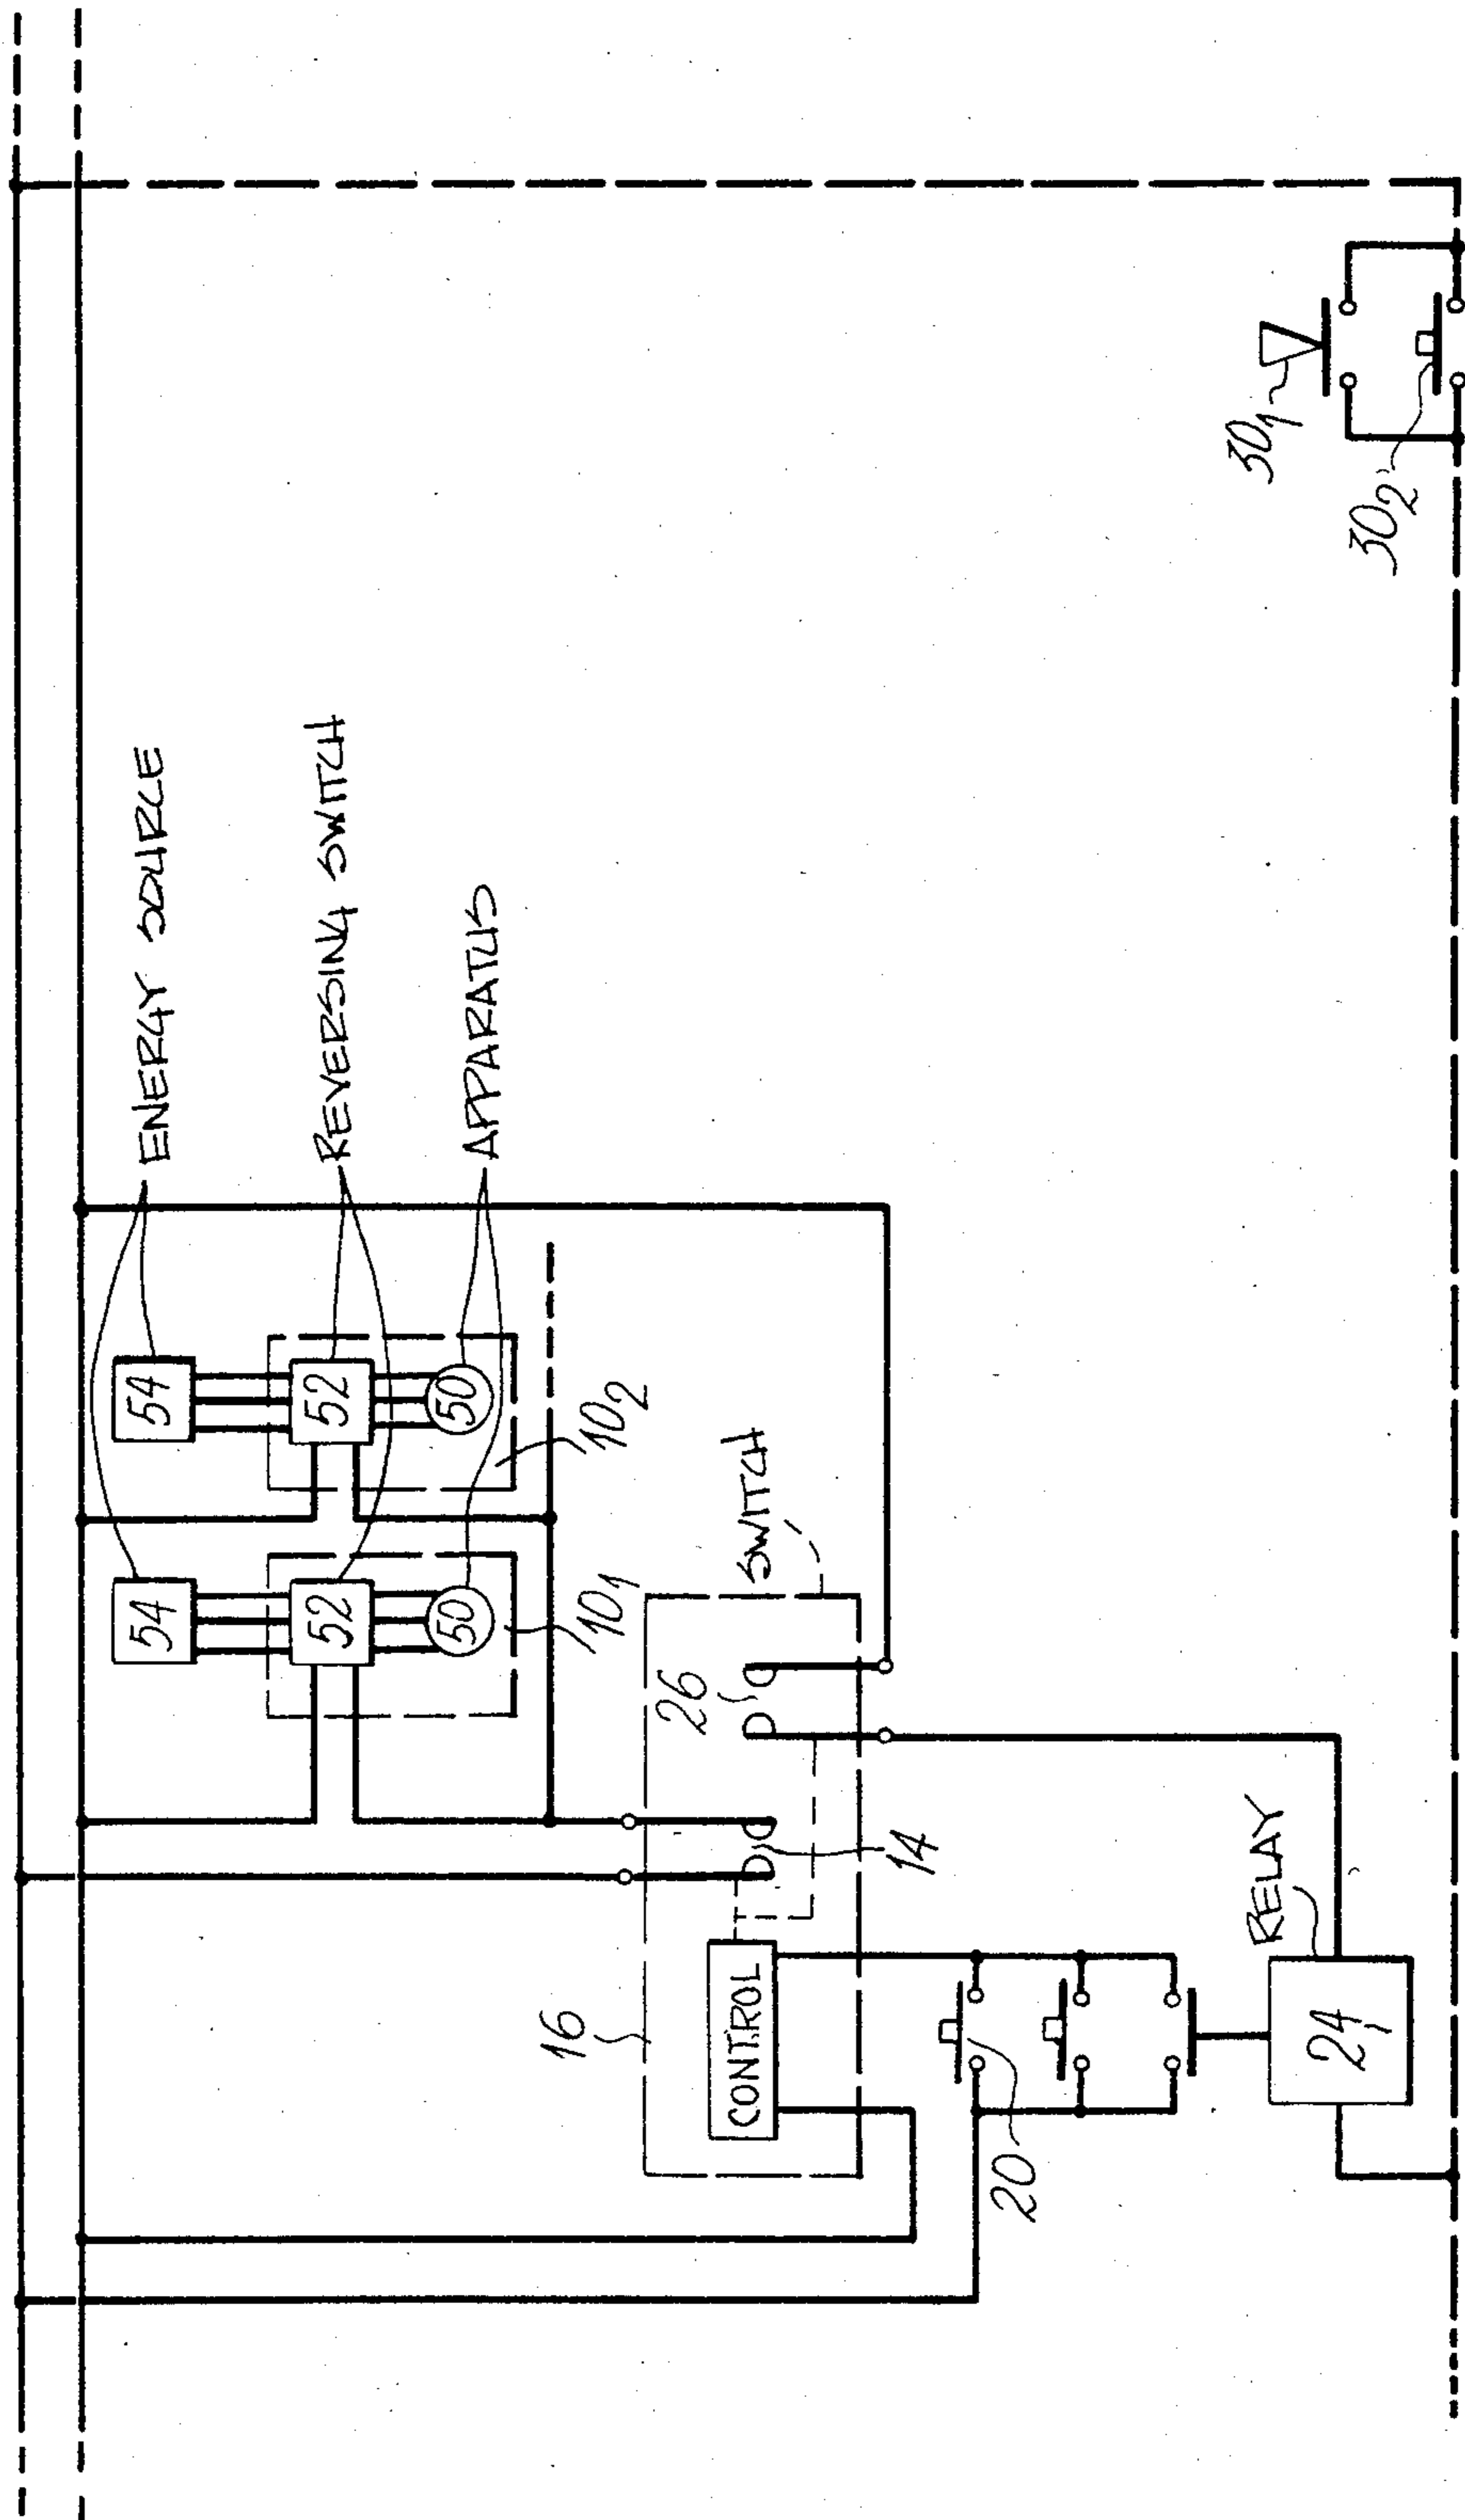 ENERGY SOURCE
REVERSING SWITCH
APPARATUS
54
54
52
52
50
50
10₁
10₂
SWITCH
26
14
16
CONTROL
20
RELAY
24₁
30₁
30₂